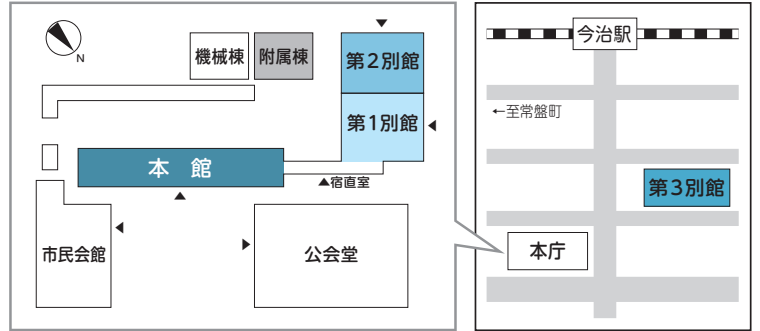 N
機械棟
附属棟
第2別館
第1別館
本 館
▲宿直室
市民会館
公会堂
今治駅
←至常盤町
第3別館
本庁